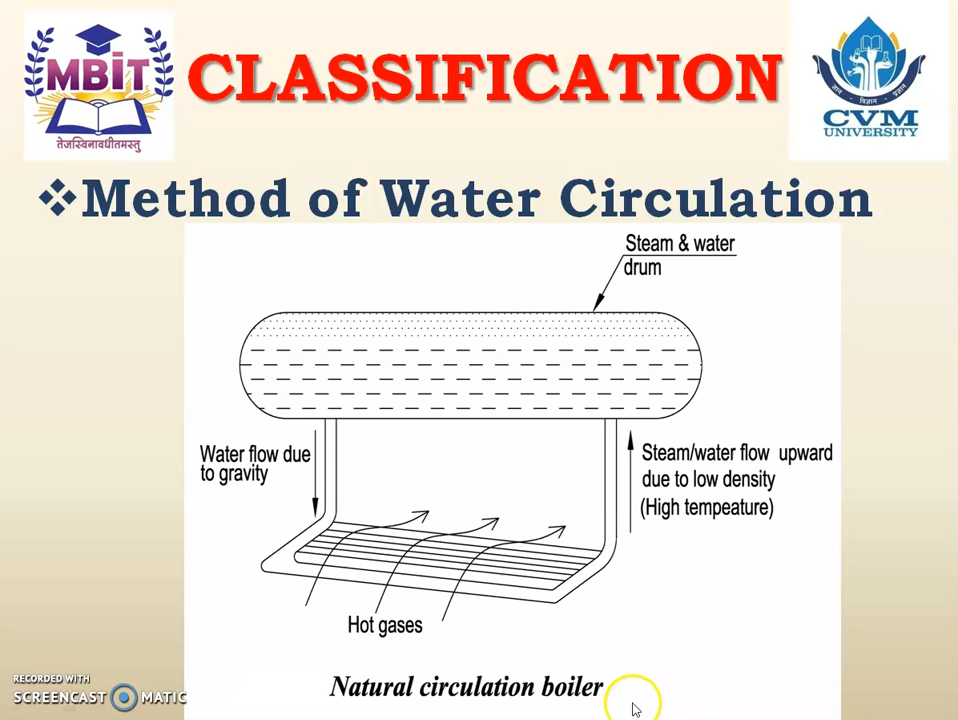 MBIT
तेजस्विनावधीतमस्तु
CLASSIFICATION
ज्ञान - विज्ञान - प्रज्ञान
CVM
UNIVERSITY
❖Method of Water Circulation
Steam & water
drum
Water flow due
to gravity
Steam/water flow upward
due to low density
(High tempeature)
Hot gases
Natural circulation boiler
RECORDED WITH
SCREENCAST MATIC